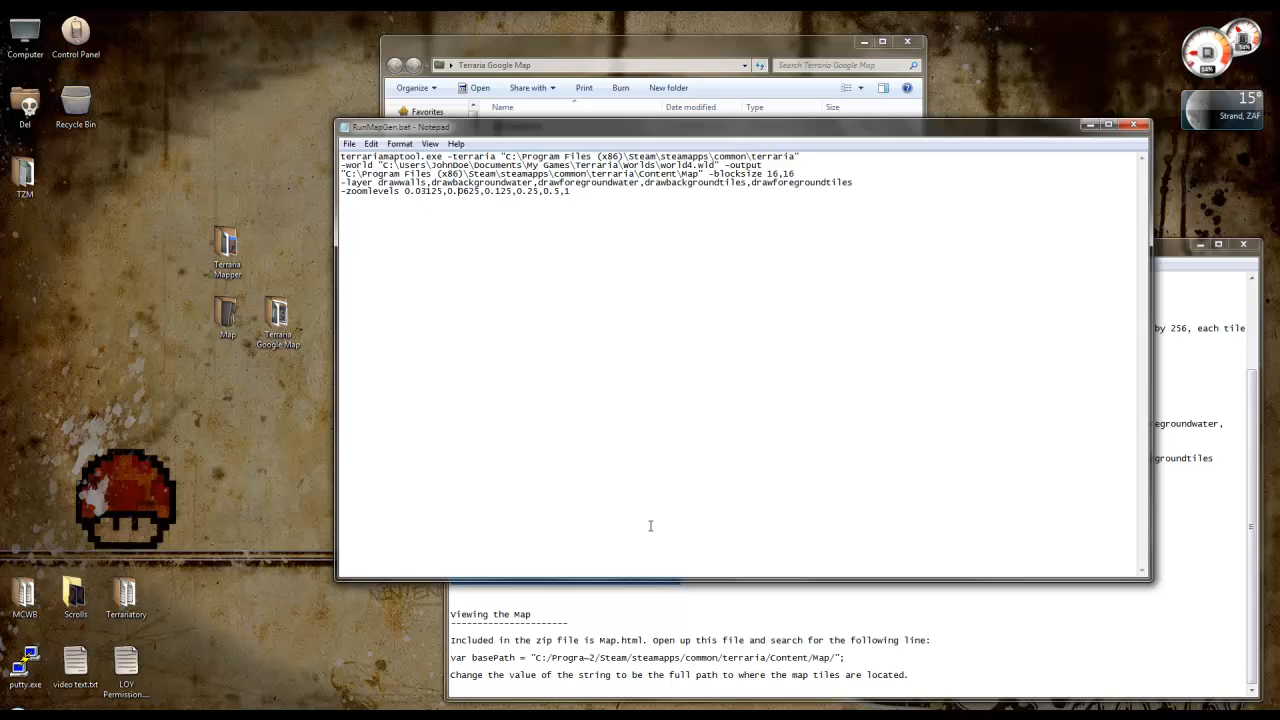 Computer
Control Panel
Del
Recycle Bin
TZM
Terraria
Mapper
Map
Terraria
Google Map
MCWB
Scrolls
Terrariatory
putty.exe
video text.txt
LOY
Permission....
Terraria Google Map
Search Terraria Google Map
Organize
Open
Share with
Print
Burn
New folder
Favorites
Name
Date modified
Type
Size
RunMapGen.bat - Notepad
File Edit Format View Help
terrariamaptool.exe -terraria "C:\Program Files (x86)\Steam\steamapps\common\terraria"
-world "C:\users\JohnDoe\Documents\My Games\Terraria\worlds\world4.wld" -output
"C:\Program Files (x86)\Steam\steamapps\common\terraria\Content\Map" -blocksize 16,16
-layer drawwalls,drawbackgroundwater,drawforegroundwater,drawbackgroundtiles,drawforegroundtiles
-zoomlevels 0.03125,0.0625,0.125,0.25,0.5,1
14%
14%
15°
Strand, ZAF
by 256, each tile
egroundwater,
groundtiles
NINTEN
Viewing the Map
----------------------
Included in the zip file is Map.html. Open up this file and search for the following line:
var basePath = "C:/Progra~2/Steam/steamapps/common/terraria/Content/Map/";
Change the value of the string to be the full path to where the map tiles are located.